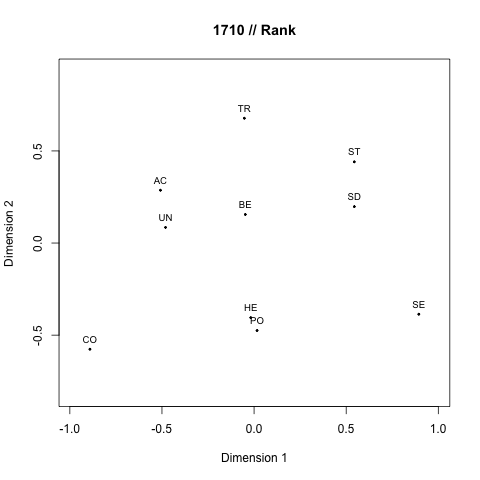 1710 // Rank
TR
ST
AC
SD
BE
UN
HE
PO
SE
CO
0.5
0.0
-0.5
Dimension 2
-1.0 -0.5 0.0 0.5 1.0
Dimension 1